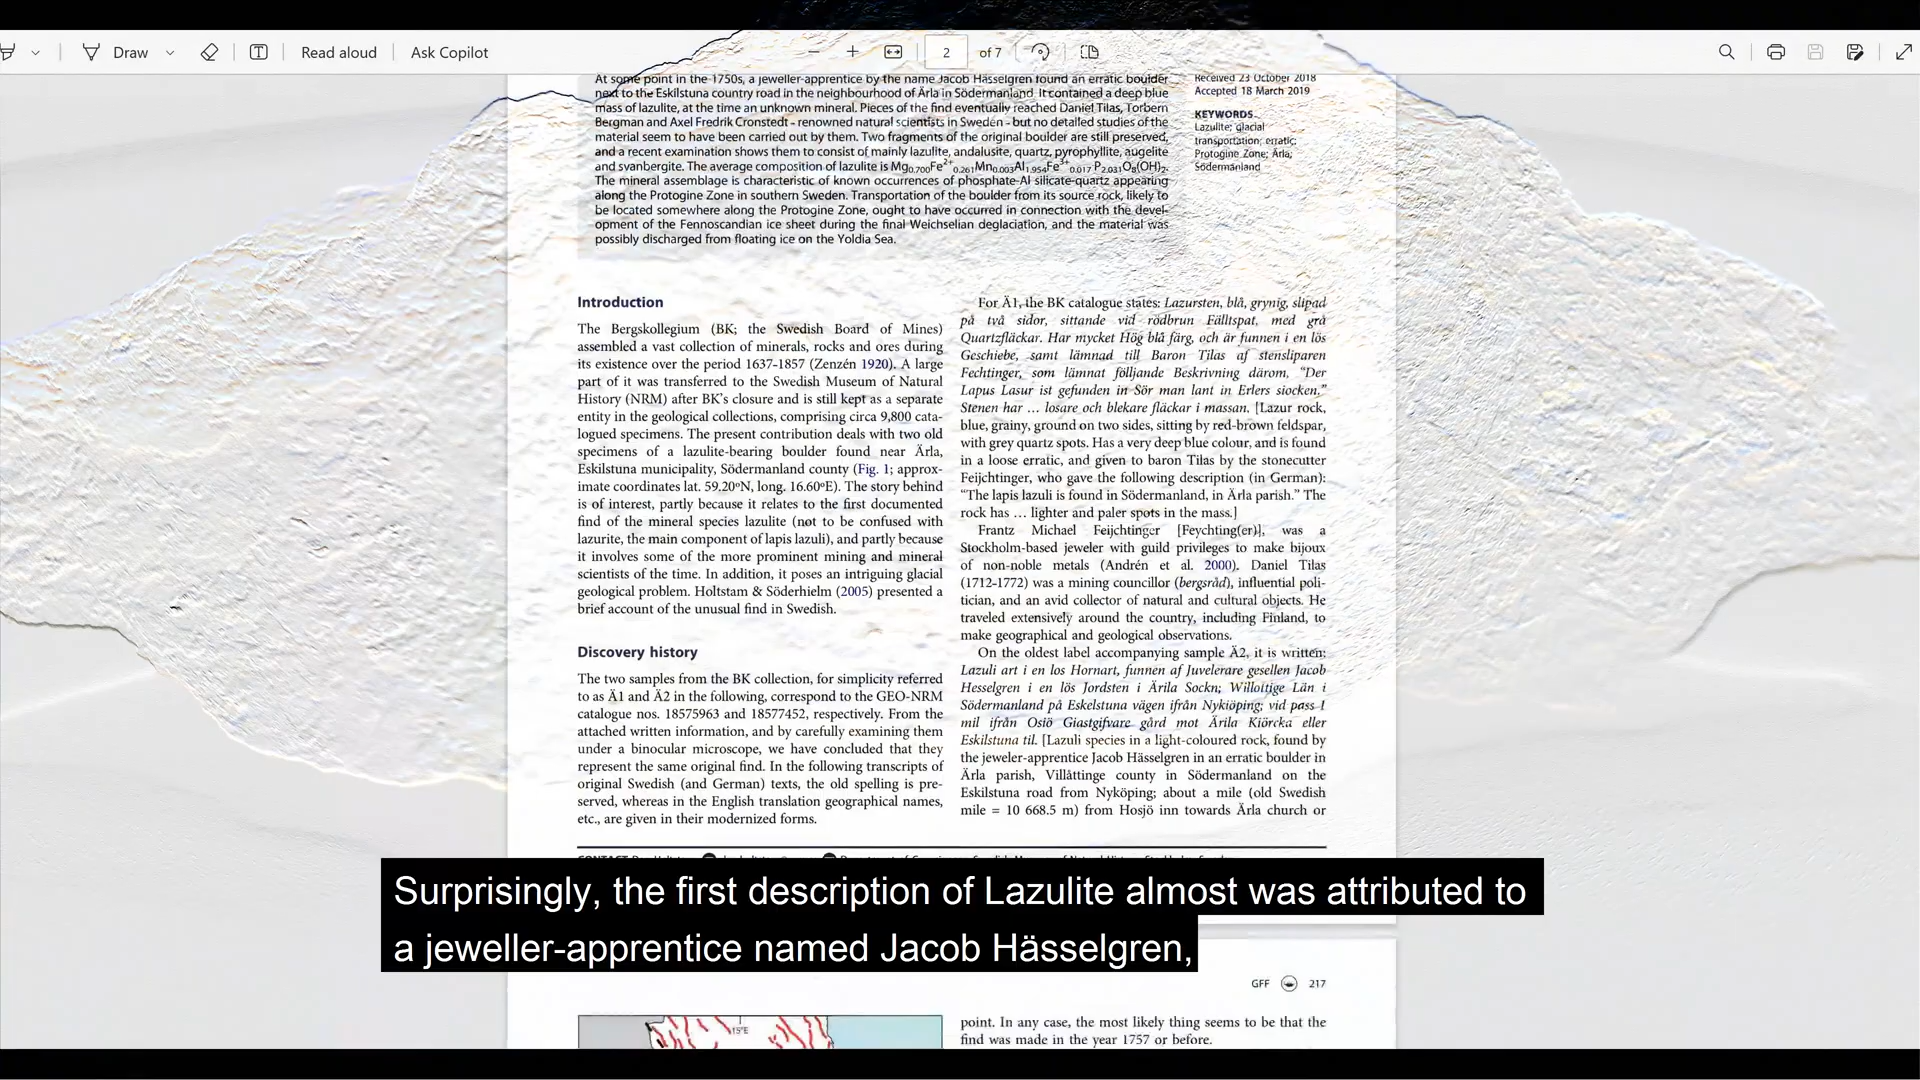 Draw
Read aloud
Ask Copilot
2
of 7
At some point in the 1750s, a jeweller-apprentice by the name Jacob Hässelgren found an erratic boulder
next to the Eskilstuna country road in the neighbourhood of Ärla in Södermanland. It contained a deep blue
mass of lazulite, at the time an unknown mineral. Pieces of the find eventually reached Daniel Tilas, Torbern
Bergman and Axel Fredrik Cronstedt - renowned natural scientists in Sweden - but no detailed studies of the
material seem to have been carried out by them. Two fragments of the original boulder are still preserved,
and a recent examination shows them to consist of mainly lazulite, andalusite, quartz, pyrophyllite, augelite
and svanbergite. The average composition of lazulite is Mg0.700Fe2+0.261Mn0.003Al1.954Fe3+0.017P2.031O8(OH)2.
The mineral assemblage is characteristic of known occurrences of phosphate-Al silicate-quartz appearing
along the Protogine Zone in southern Sweden. Transportation of the boulder from its source rock, likely to
be located somewhere along the Protogine Zone, ought to have occurred in connection with the devel-
opment of the Fennoscandian ice sheet during the final Weichselian deglaciation, and the material was
possibly discharged from floating ice on the Yoldia Sea.
Received 23 October 2018
Accepted 18 March 2019
KEYWORDS
Lazulite; glacial
transportation; erratic;
Protogine Zone; Ärla;
Södermanland
Introduction
The Bergskollegium (BK; the Swedish Board of Mines)
assembled a vast collection of minerals, rocks and ores during
its existence over the period 1637-1857 (Zenzén 1920). A large
part of it was transferred to the Swedish Museum of Natural
History (NRM) after BK's closure and is still kept as a separate
entity in the geological collections, comprising circa 9,800 cata-
logued specimens. The present contribution deals with two old
specimens of a lazulite-bearing boulder found near Ärla,
Eskilstuna municipality, Södermanland county (Fig. 1; approx-
imate coordinates lat. 59.20ºN, long. 16.60ºE). The story behind
is of interest, partly because it relates to the first documented
find of the mineral species lazulite (not to be confused with
lazurite, the main component of lapis lazuli), and partly because
it involves some of the more prominent mining and mineral
scientists of the time. In addition, it poses an intriguing glacial
geological problem. Holtstam & Söderhielm (2005) presented a
brief account of the unusual find in Swedish.
Discovery history
The two samples from the BK collection, for simplicity referred
to as Ä1 and Ä2 in the following, correspond to the GEO-NRM
catalogue nos. 18575963 and 18577452, respectively. From the
attached written information, and by carefully examining them
under a binocular microscope, we have concluded that they
represent the same original find. In the following transcripts of
original Swedish (and German) texts, the old spelling is pre-
served, whereas in the English translation geographical names,
etc., are given in their modernized forms.
For Ä1, the BK catalogue states: Lazursten, blå, grynig, slipad
på två sidor, sittande vid rödbrun Fälltspat, med grå
Quartzfläckar. Har mycket Hög blå färg, och är funnen i en lös
Geschiebe, samt lämnad till Baron Tilas af stensliparen
Fechtinger, som lämnat fölljande Beskrivning därom, "Der
Lapus Lasur ist gefunden in Sör man lant in Erlers siocken,"
Stenen har ... losare och blekare fläckar i massan. [Lazur rock,
blue, grainy, ground on two sides, sitting by red-brown feldspar,
with grey quartz spots. Has a very deep blue colour, and is found
in a loose erratic, and given to baron Tilas by the stonecutter
Feijchtinger, who gave the following description (in German):
"The lapis lazuli is found in Södermanland, in Ärla parish." The
rock has ... lighter and paler spots in the mass.]
Frantz Michael Feijchtinger [Feychting(er)], was a
Stockholm-based jeweler with guild privileges to make bijoux
of non-noble metals (Andrén et al. 2000). Daniel Tilas
(1712-1772) was a mining councillor (bergsråd), influential poli-
tician, and an avid collector of natural and cultural objects. He
traveled extensively around the country, including Finland, to
make geographical and geological observations.
On the oldest label accompanying sample Ä2, it is written:
Lazuli art i en los Hornart, funnen af Juvelerare gesellen Jacob
Hesselgren i en lös Jordsten i Ärila Sockn; Willottige Län i
Södermanland på Eskelstuna vägen ifrån Nykiöping; vid pass 1
mil ifrån Osiö Giastgifvare gård mot Ärila Kiörcka eller
Eskilstuna til. [Lazuli species in a light-coloured rock, found by
the jeweler-apprentice Jacob Hässelgren in an erratic boulder in
Ärla parish, Villåttinge county in Södermanland on the
Eskilstuna road from Nyköping; about a mile (old Swedish
mile = 10 668.5 m) from Hosjö inn towards Ärla church or
Surprisingly, the first description of Lazulite almost was attributed to
a jeweller-apprentice named Jacob Hässelgren,
GFF
217
15°E
point. In any case, the most likely thing seems to be that the
find was made in the year 1757 or before.